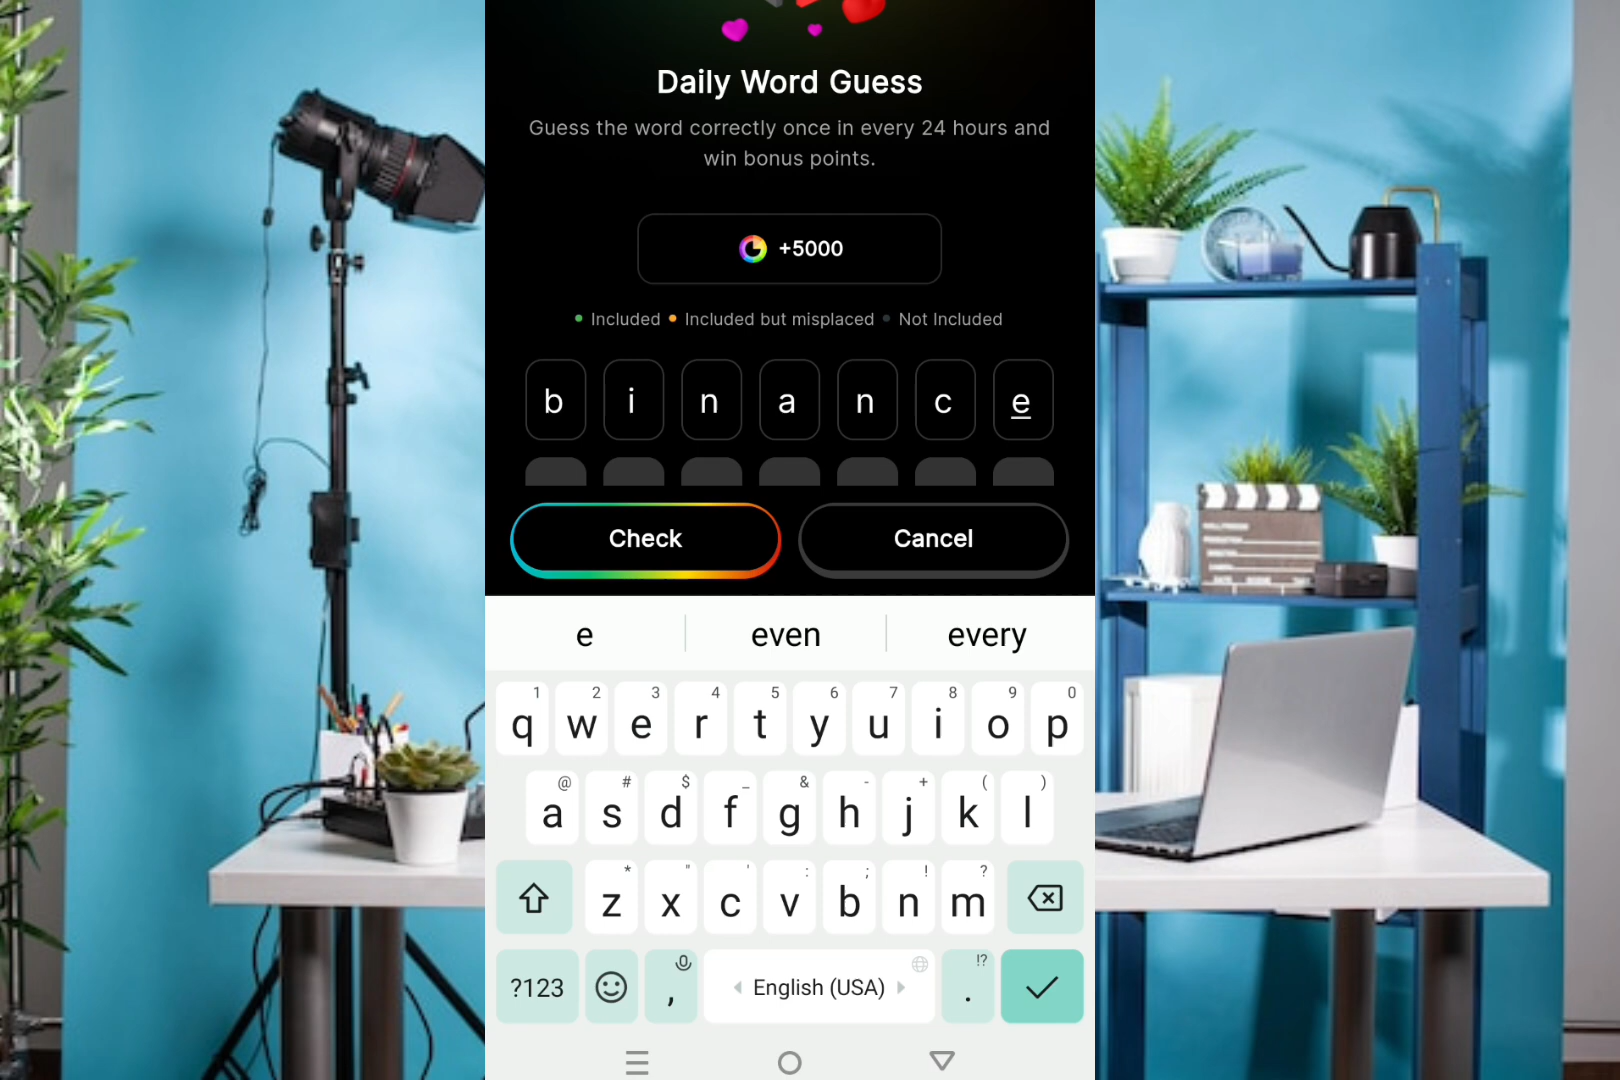 Daily Word Guess
Guess the word correctly once in every 24 hours and
win bonus points.
+5000
Included Included but misplaced Not Included
b i n a n c e
Check Cancel
e even every
1 2 3 4 5 6 7 8 9 0
q w e r t y u i o p
@ # $ _ & - + ( )
a s d f g h j k l
* " ' : ; ! ?
z x c v b n m
!?
?123 , English (USA) .